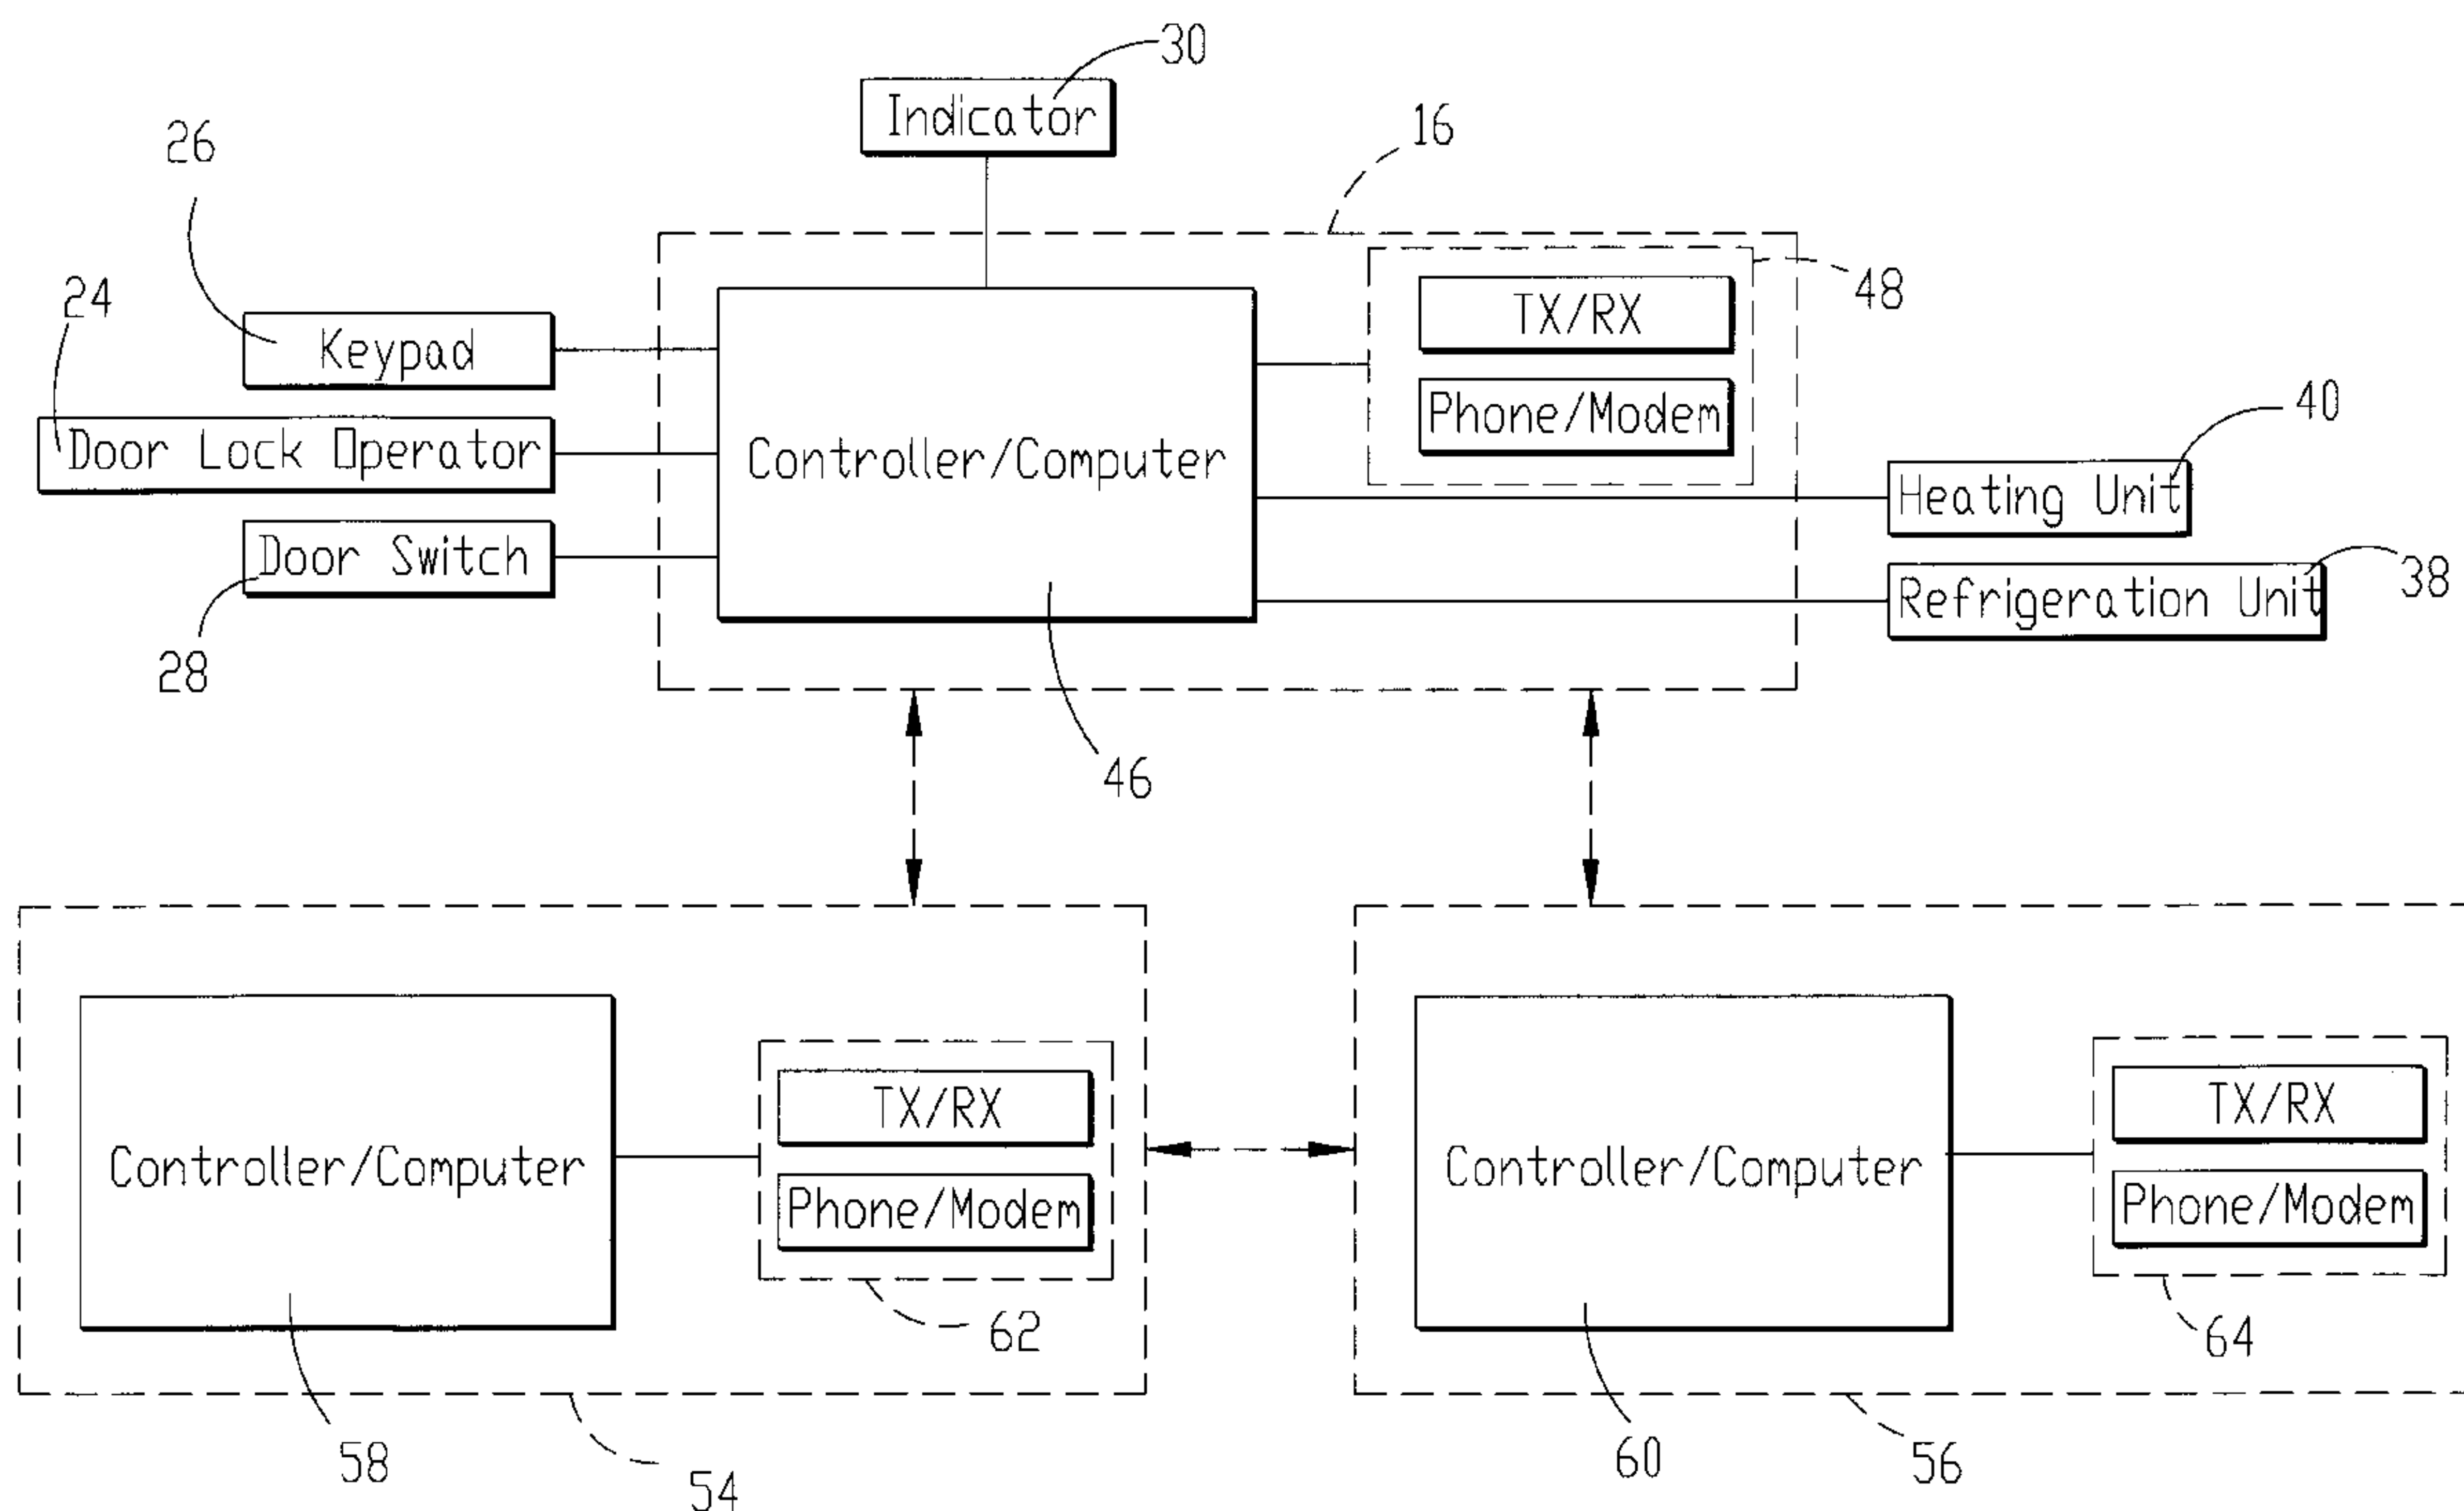 30
Indicator
16
26
48
24
TX/RX
Keypad
40
Phone/Modem
Door Lock Operator
Controller/Computer
Heating Unit
Door Switch
38
Refrigeration Unit
28
46
TX/RX
TX/RX
Controller/Computer
Controller/Computer
Phone/Modem
Phone/Modem
62
64
58
60
56
54